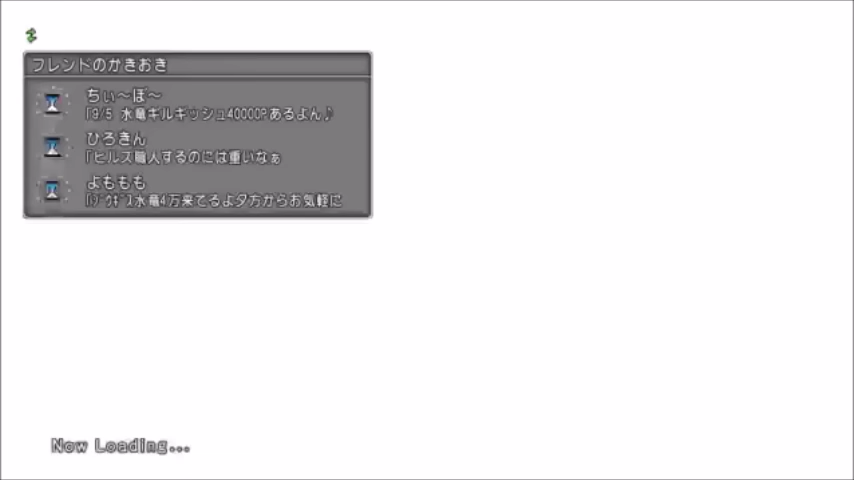 フレンドのかきおき
ちぃ～ぽ～
「9/5 水竜ギルギッシュ40000Pあるよん♪
ひろきん
「ヒルズ職人するのには重いなぁ
よももも
水竜4万来てるよ夕方からお気軽に
Now Loading...